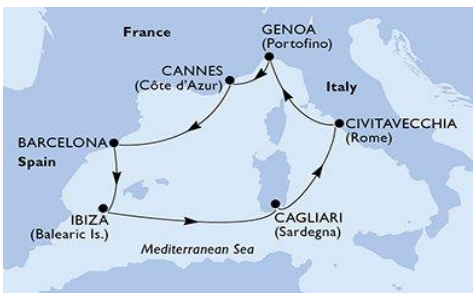 GENOA
(Portofino)
France
CANNES
(Côte d'Azur)
Italy
CIVITAVECCHIA
(Rome)
BARCELONA
Spain
IBIZA
(Balearic Is.)
CAGLIARI
(Sardegna)
Mediterranean Sea